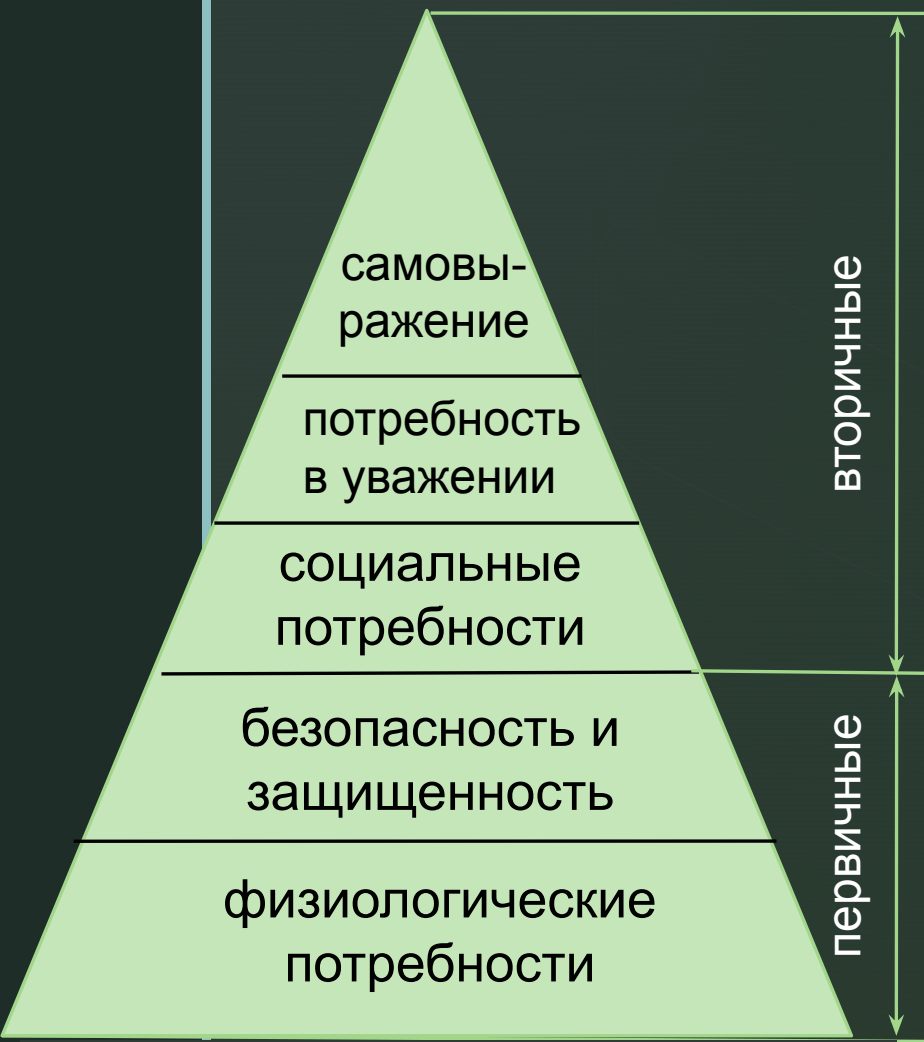 самовы-
ражение
потребность
в уважении
социальные
потребности
безопасность и
защищенность
физиологические
потребности
вторичные
первичные